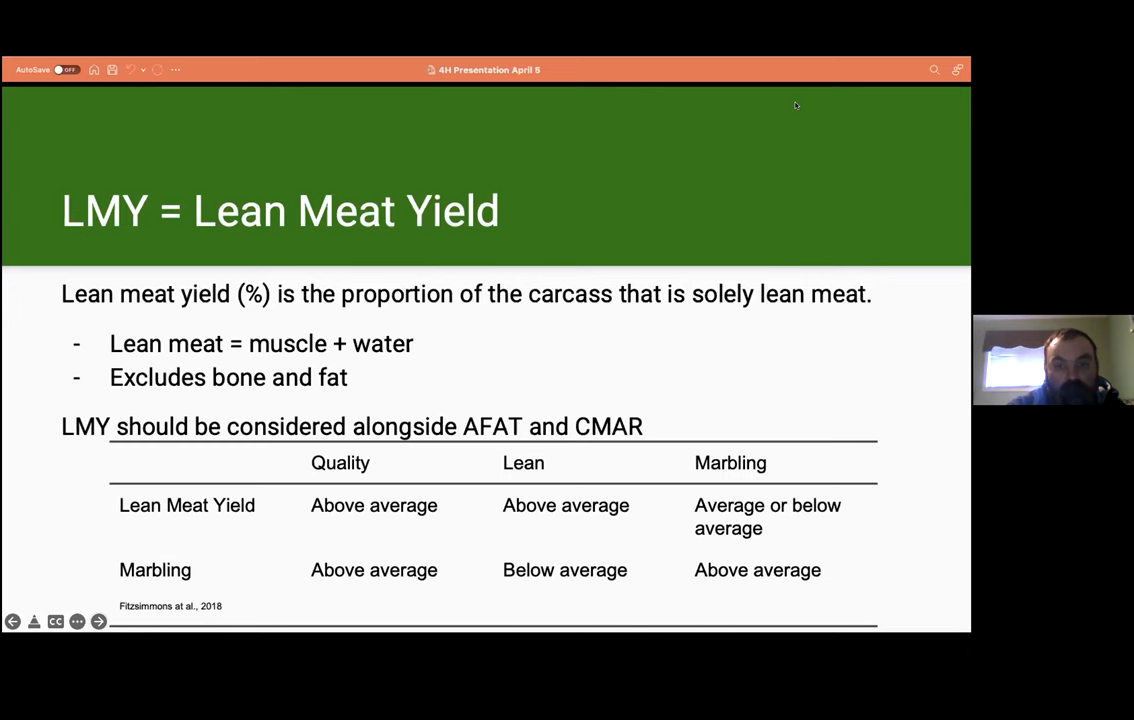 AutoSave OFF
4H Presentation April 5
LMY = Lean Meat Yield
Lean meat yield (%) is the proportion of the carcass that is solely lean meat.
- Lean meat = muscle + water
- Excludes bone and fat
LMY should be considered alongside AFAT and CMAR
Quality Lean Marbling
Lean Meat Yield Above average Above average Average or below
average
Marbling Above average Below average Above average
Fitzsimmons at al., 2018
CC